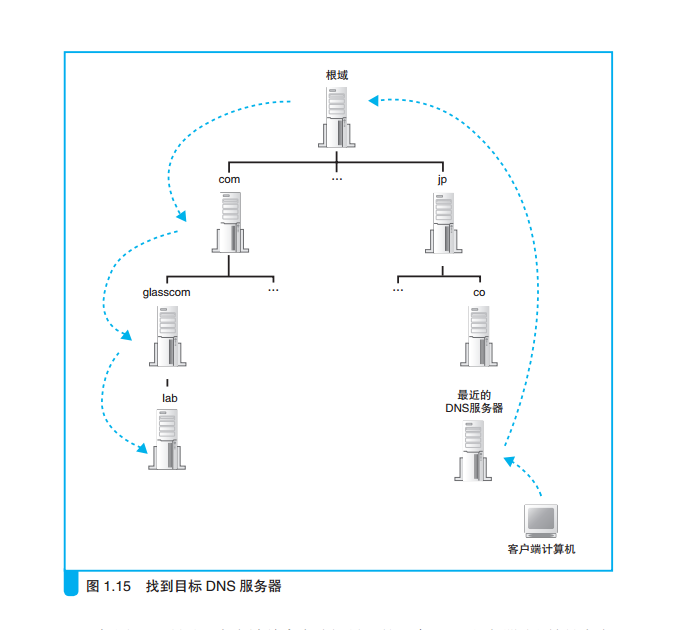 根域
com
...
jp
glasscom
...
...
co
lab
最近的
DNS服务器
客户端计算机
图 1.15 找到目标 DNS 服务器